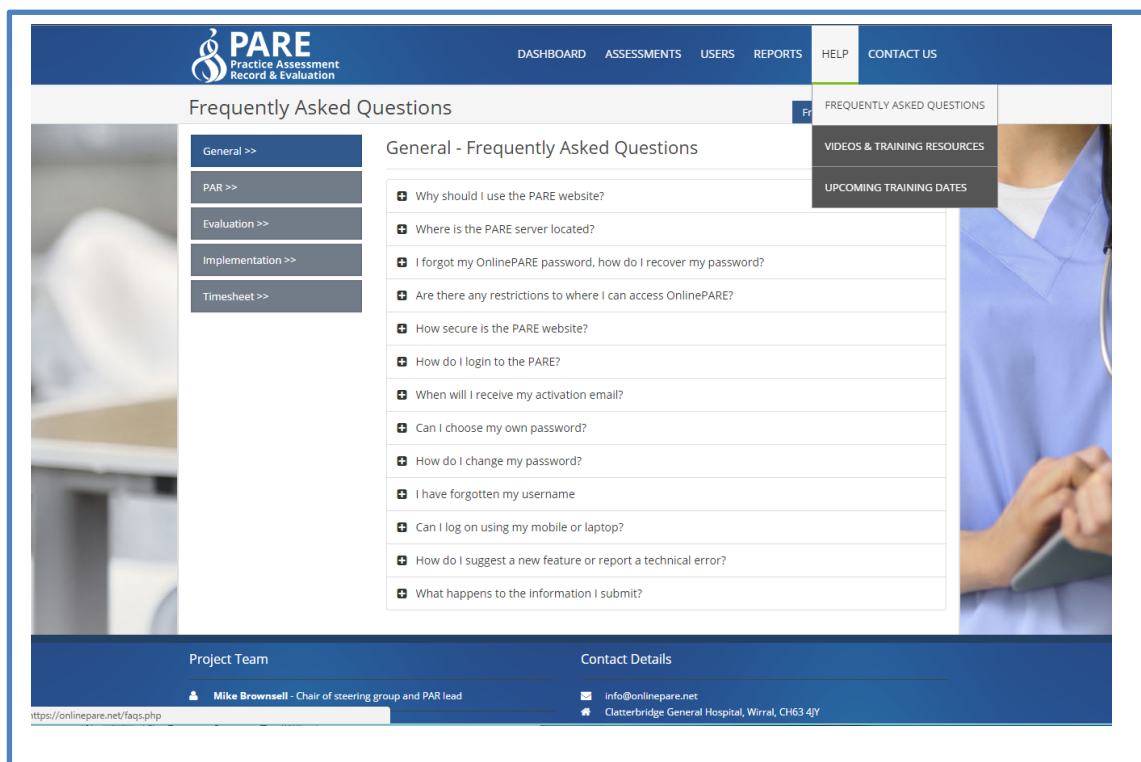 PARE
Practice Assessment
Record & Evaluation
DASHBOARD ASSESSMENTS USERS REPORTS HELP CONTACT US
Frequently Asked Questions
Fr
FREQUENTLY ASKED QUESTIONS
VIDEOS & TRAINING RESOURCES
UPCOMING TRAINING DATES
General >>
PAR >>
Evaluation >>
Implementation >>
Timesheet >>
General - Frequently Asked Questions
Why should I use the PARE website?
Where is the PARE server located?
I forgot my OnlinePARE password, how do I recover my password?
Are there any restrictions to where I can access OnlinePARE?
How secure is the PARE website?
How do I login to the PARE?
When will I receive my activation email?
Can I choose my own password?
How do I change my password?
I have forgotten my username
Can I log on using my mobile or laptop?
How do I suggest a new feature or report a technical error?
What happens to the information I submit?
Project Team
Mike Brownsell - Chair of steering group and PAR lead
Contact Details
info@onlinepare.net
Clatterbridge General Hospital, Wirral, CH63 4JY
https://onlinepare.net/faqs.php